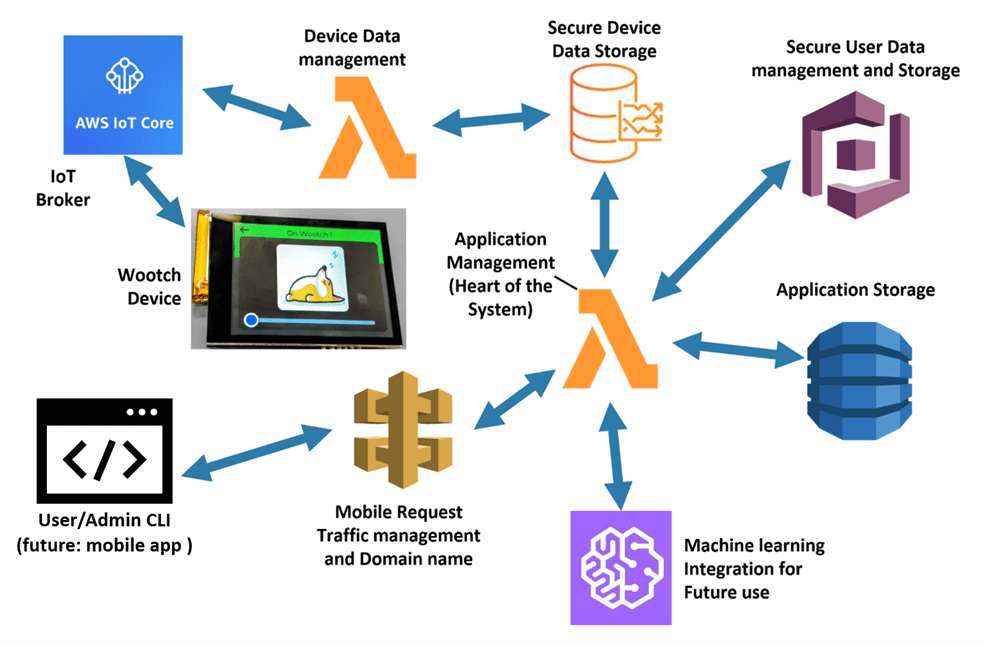 Device Data
management
Secure Device
Data Storage
Secure User Data
management and Storage
AWS IoT Core
IoT
Broker
On Wootch !
z
z
z
Wootch
Device
Application
Management
(Heart of the
System)
Application Storage
</>
User/Admin CLI
(future: mobile app )
Mobile Request
Traffic management
and Domain name
Machine learning
Integration for
Future use